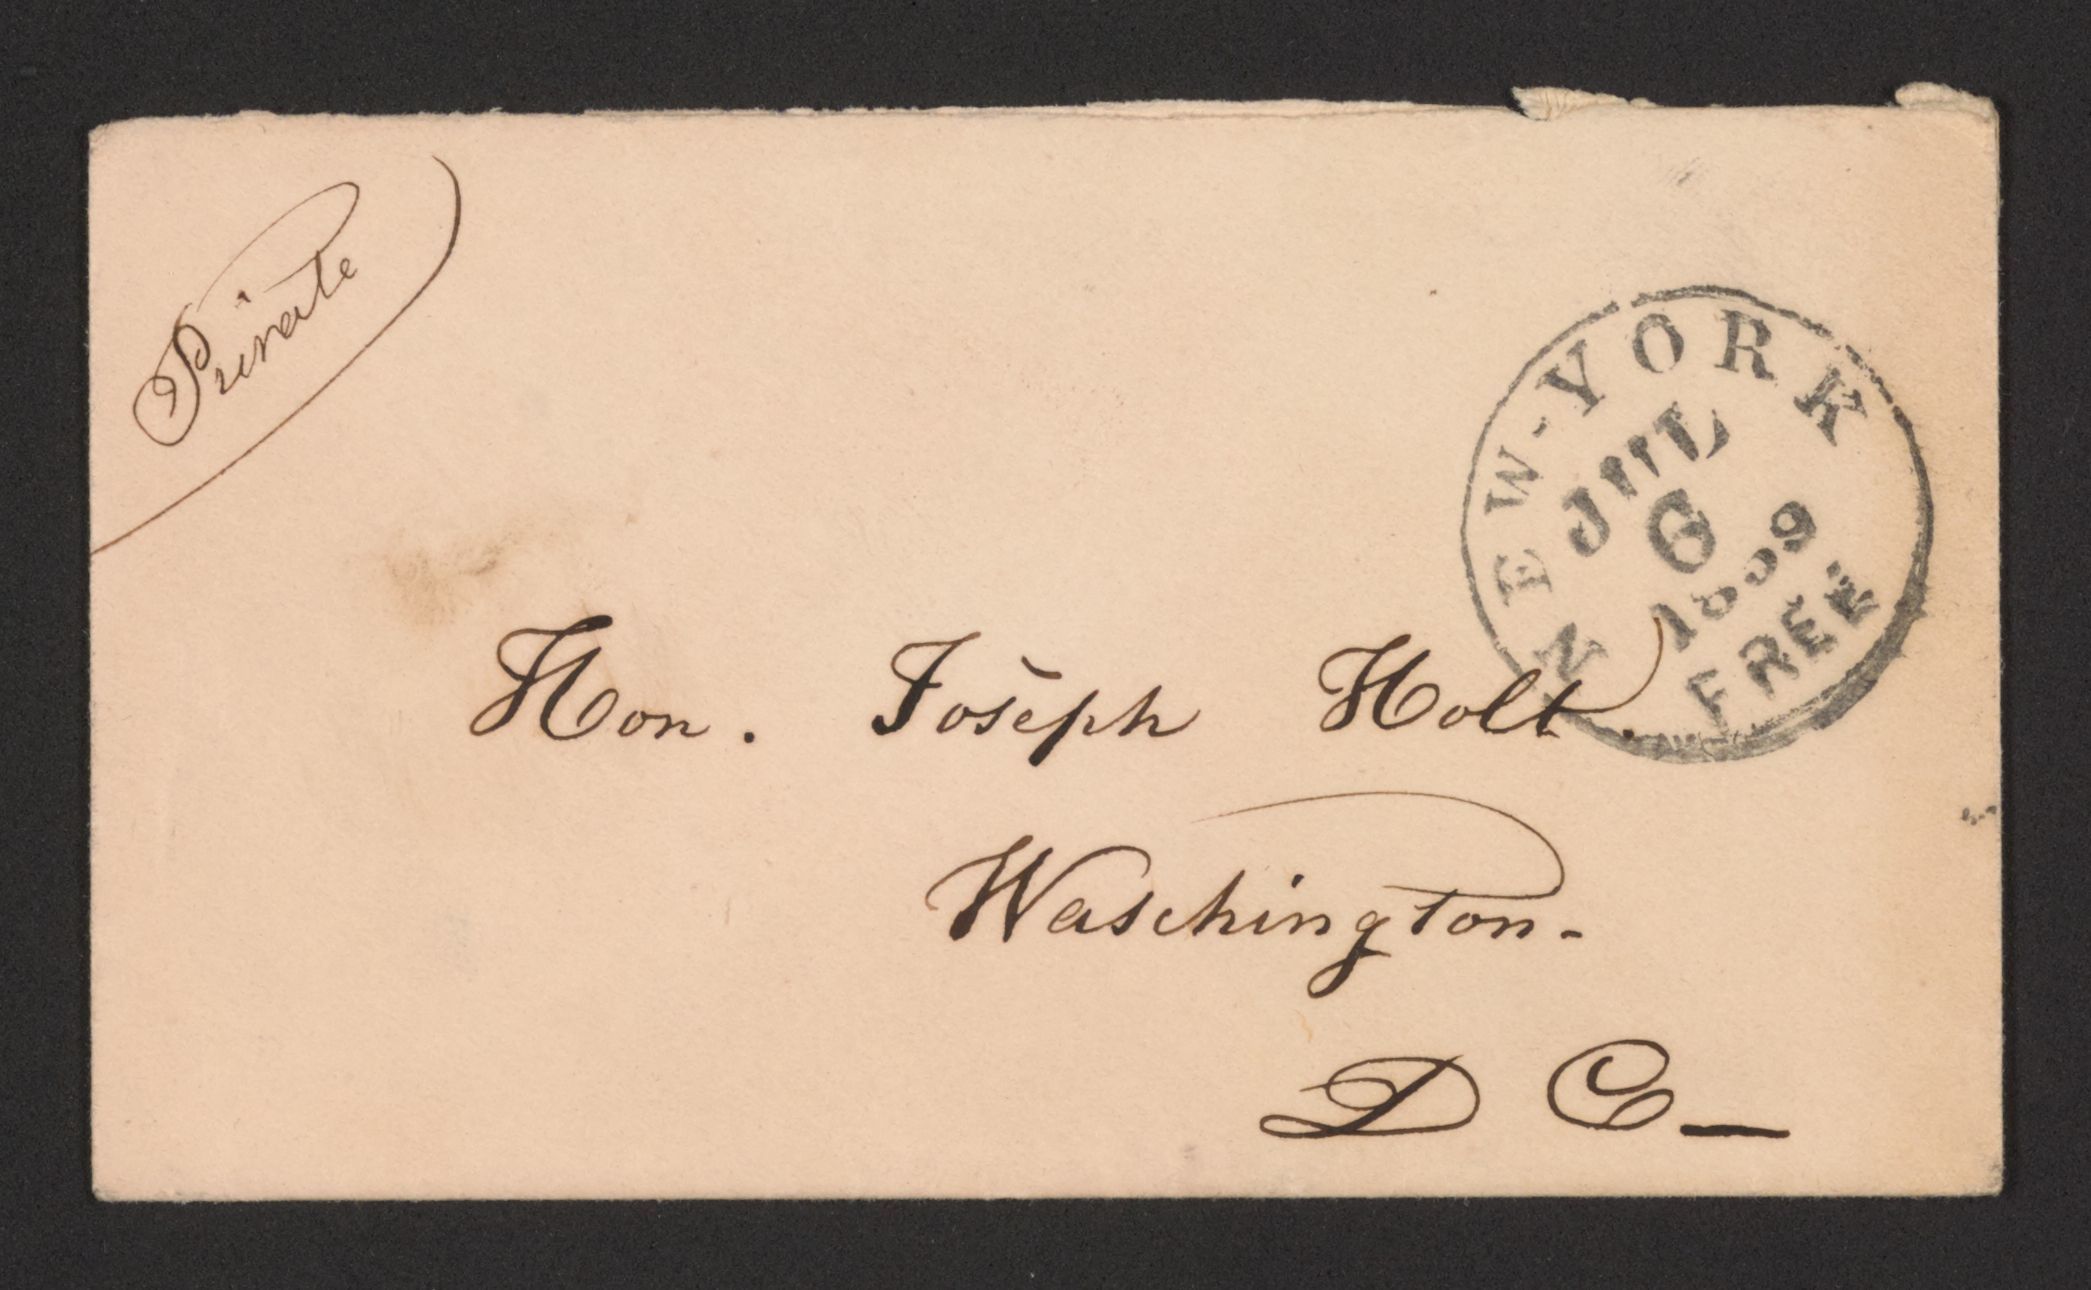 Private
NEW-YORK
JUL
6
1859
FREE
Hon. Joseph Holt.
Waschington-
D C—